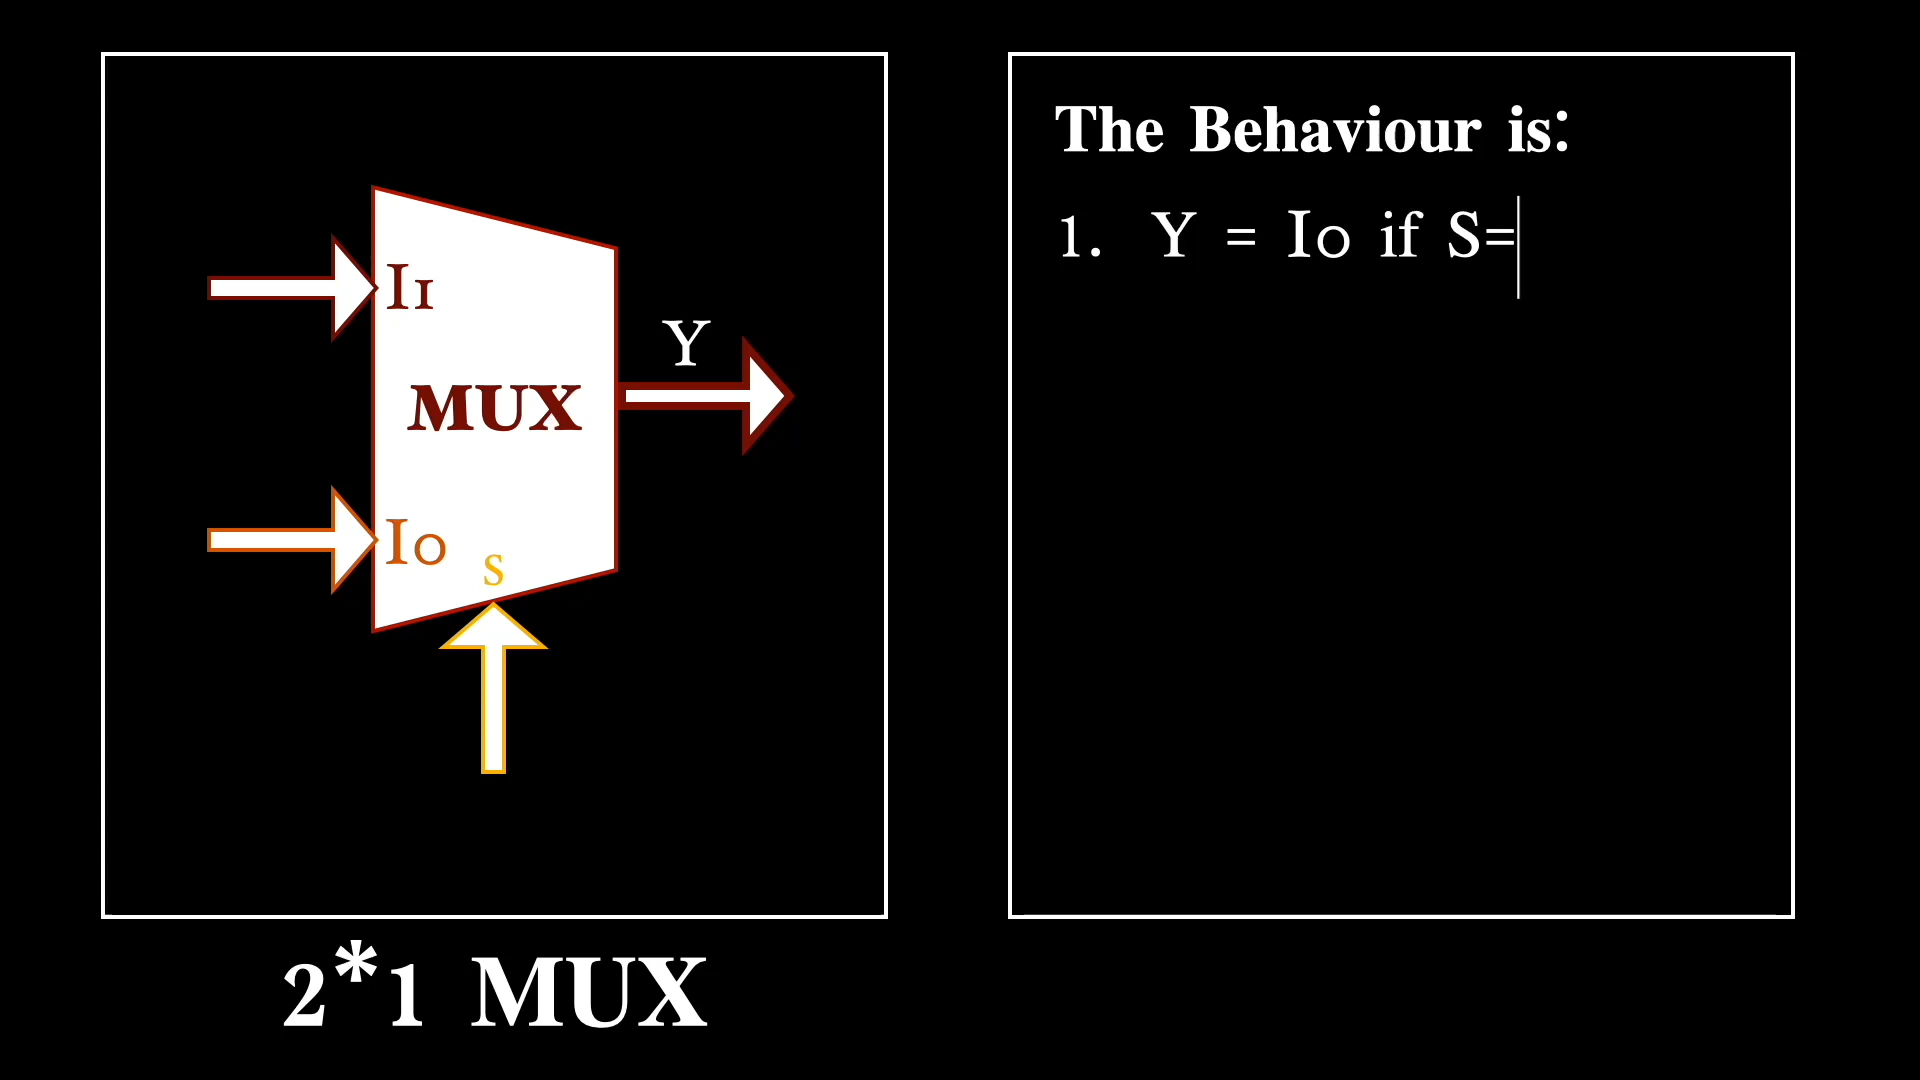 The Behaviour is:
1. Y = I0 if S=
I1
Y
MUX
I0
s
2*1 MUX